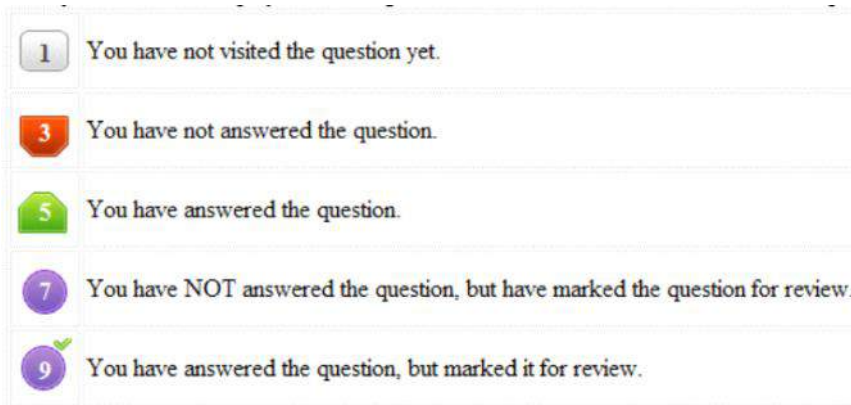 1 You have not visited the question yet.
3 You have not answered the question.
5 You have answered the question.
7 You have NOT answered the question, but have marked the question for review.
9 You have answered the question, but marked it for review.